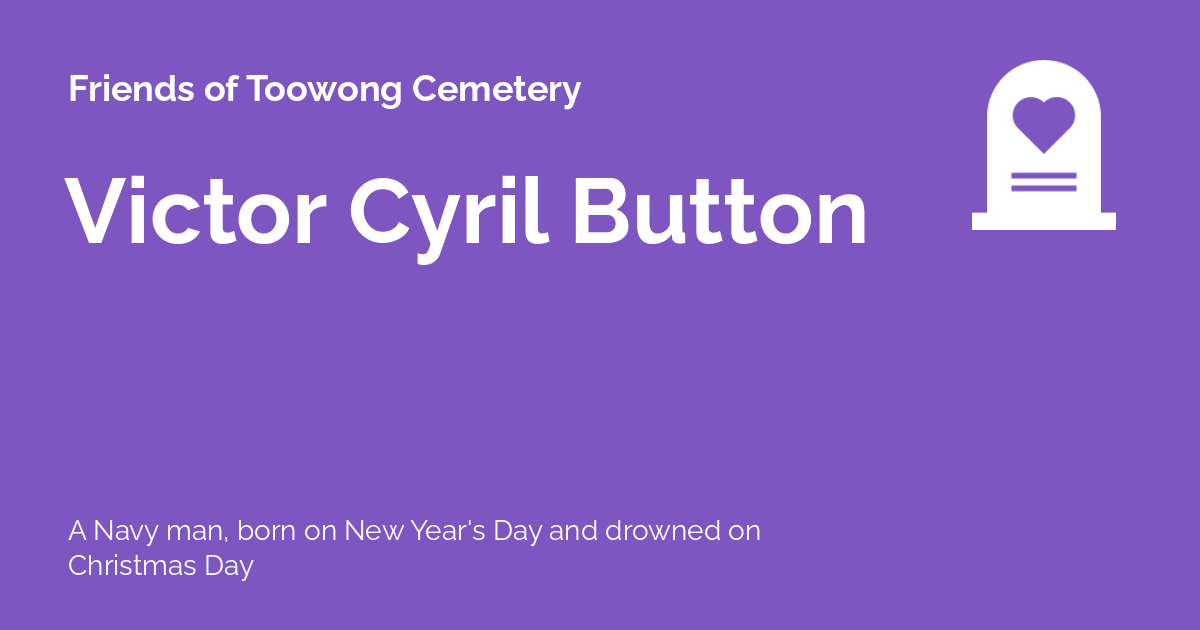 Friends of Toowong Cemetery
Victor Cyril Button
A Navy man, born on New Year's Day and drowned on
Christmas Day